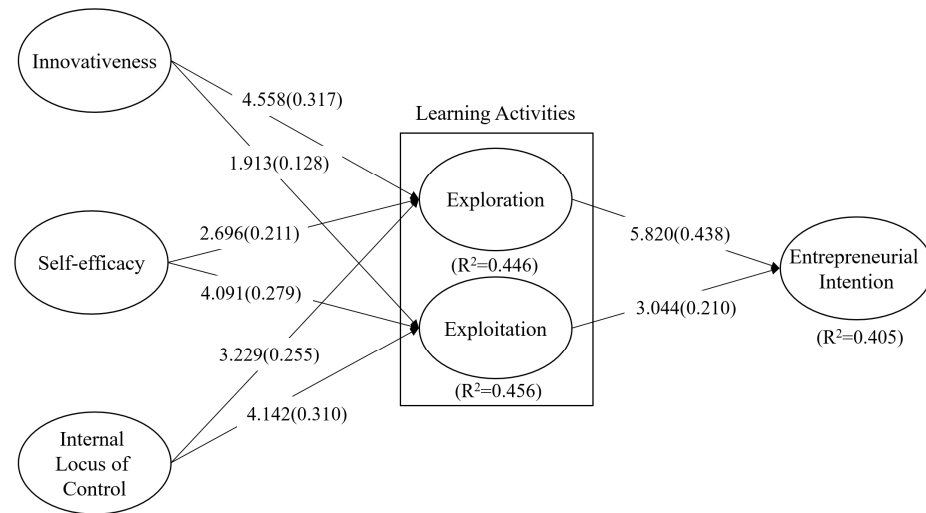 Innovativeness
4.558(0.317)
Learning Activities
1.913(0.128)
Exploration
2.696(0.211)
5.820(0.438)
Self-efficacy
(R²=0.446)
Entrepreneurial
Intention
4.091(0.279)
3.044(0.210)
Exploitation
(R²=0.405)
3.229(0.255)
(R²=0.456)
4.142(0.310)
Internal
Locus of
Control